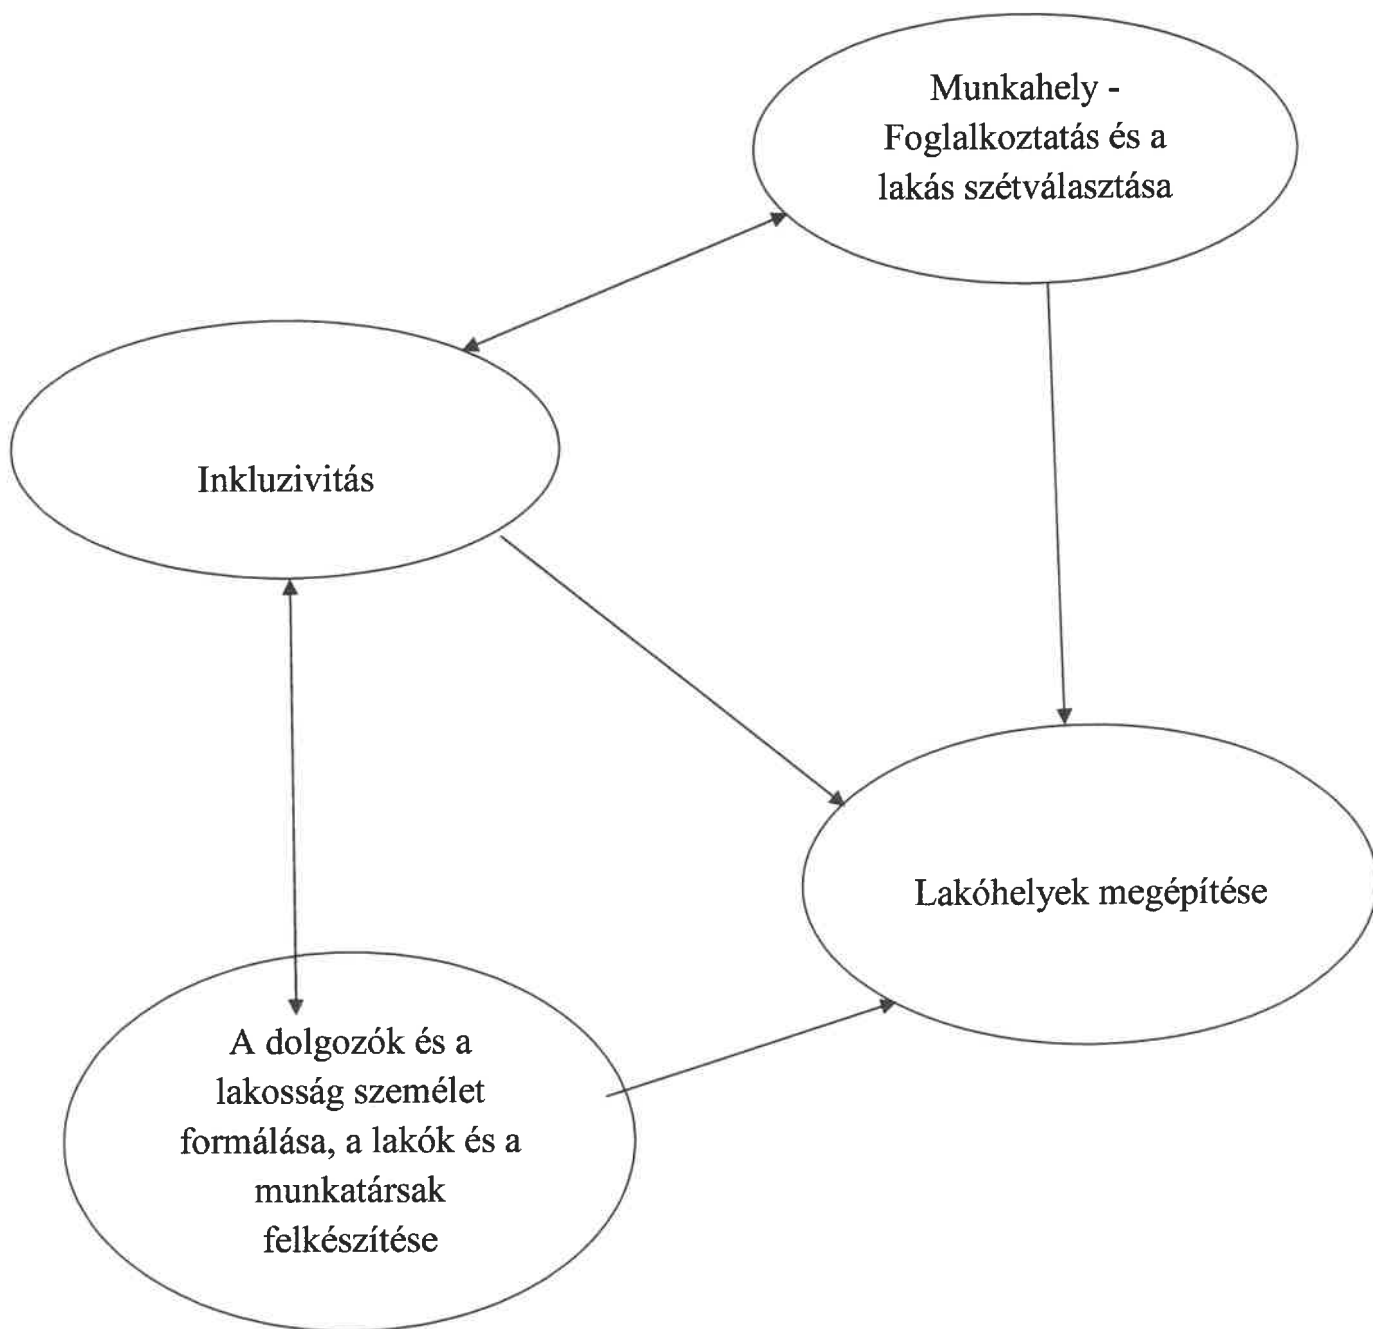 Munkahely -
Foglalkoztatás és a
lakás szétválasztása
Inkluzivitás
Lakóhelyek megépítése
A dolgozók és a
lakosság személet
formálása, a lakók és a
munkatársak
felkészítése